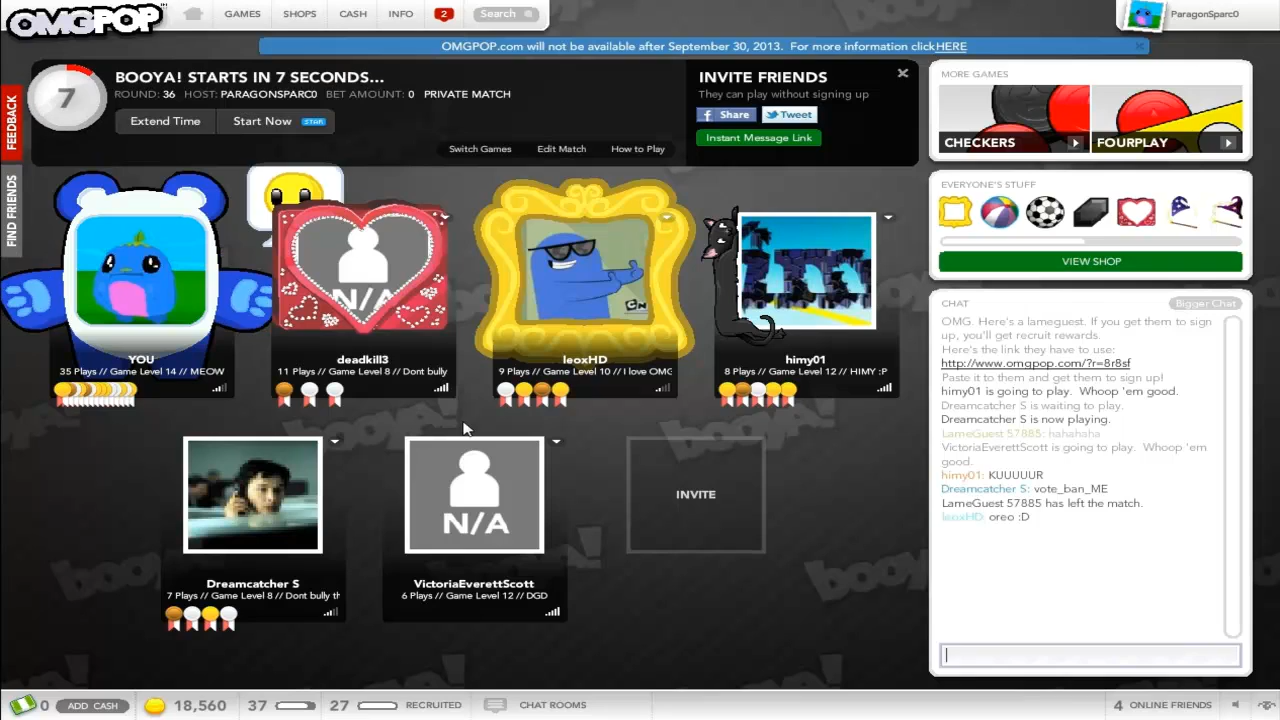 OMGPOP
GAMES SHOPS CASH INFO 2 Search
ParagonSparc0
OMGPOP.com will not be available after September 30, 2013. For more information click HERE
FEEDBACK
FIND FRIENDS
7
BOOYA! STARTS IN 7 SECONDS...
ROUND: 36 HOST: PARAGONSPARC0 BET AMOUNT: 0 PRIVATE MATCH
Extend Time Start Now STAR
Switch Games Edit Match How to Play
INVITE FRIENDS
They can play without signing up
Share Tweet
Instant Message Link
MORE GAMES
CHECKERS FOURPLAY
EVERYONE'S STUFF
VIEW SHOP
YOU
35 Plays // Game Level 14 // MEOW
N/A
deadkill3
11 Plays // Game Level 8 // Dont bully
CN
leoxHD
9 Plays // Game Level 10 // I love OMG
himy01
8 Plays // Game Level 12 // HIMY :P
Dreamcatcher S
7 Plays // Game Level 8 // Dont bully th
N/A
VictoriaEverettScott
6 Plays // Game Level 12 // DGD
INVITE
CHAT Bigger Chat
OMG. Here's a lameguest. If you get them to sign
up, you'll get recruit rewards.
Here's the link they have to use:
http://www.omgpop.com/?r=8r8sf
Paste it to them and get them to sign up!
himy01 is going to play. Whoop 'em good.
Dreamcatcher S is waiting to play.
Dreamcatcher S is now playing.
LameGuest 57885: hahahaha
VictoriaEverettScott is going to play. Whoop 'em
good.
himy01: KUUUUUR
Dreamcatcher S: vote_ban_ME
LameGuest 57885 has left the match.
leoxHD: oreo :D
0 ADD CASH 18,560 37 27 RECRUITED CHAT ROOMS 4 ONLINE FRIENDS